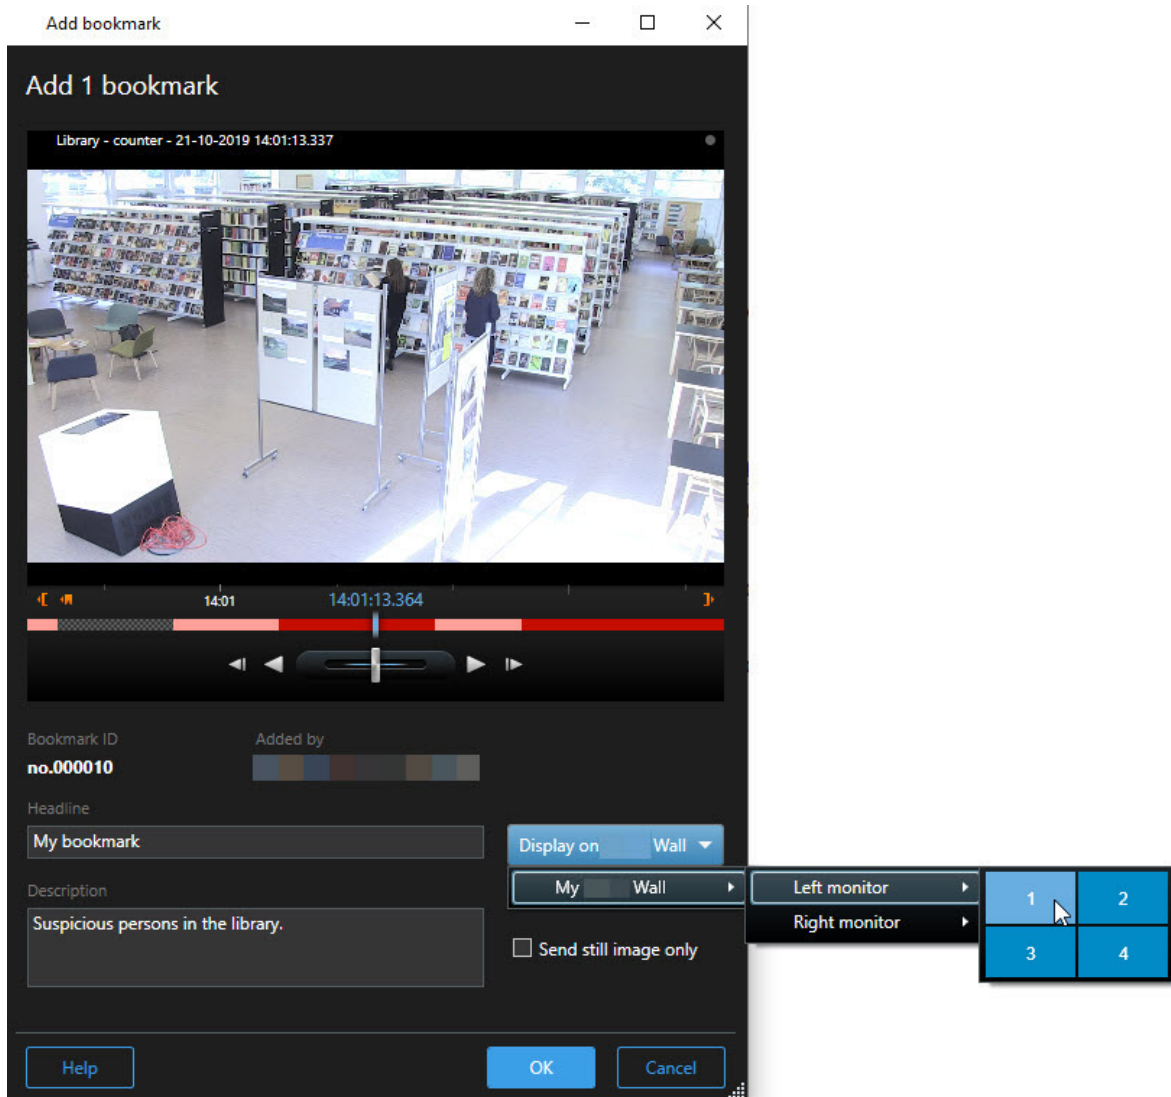 Add bookmark
Add 1 bookmark
Library - counter - 21-10-2019 14:01:13.337
14:01
14:01:13.364
Bookmark ID
Added by
no.000010
Headline
My bookmark
Display on Wall
My Wall
Left monitor
Right monitor
1
2
3
4
Description
Suspicious persons in the library.
Send still image only
Help
OK
Cancel